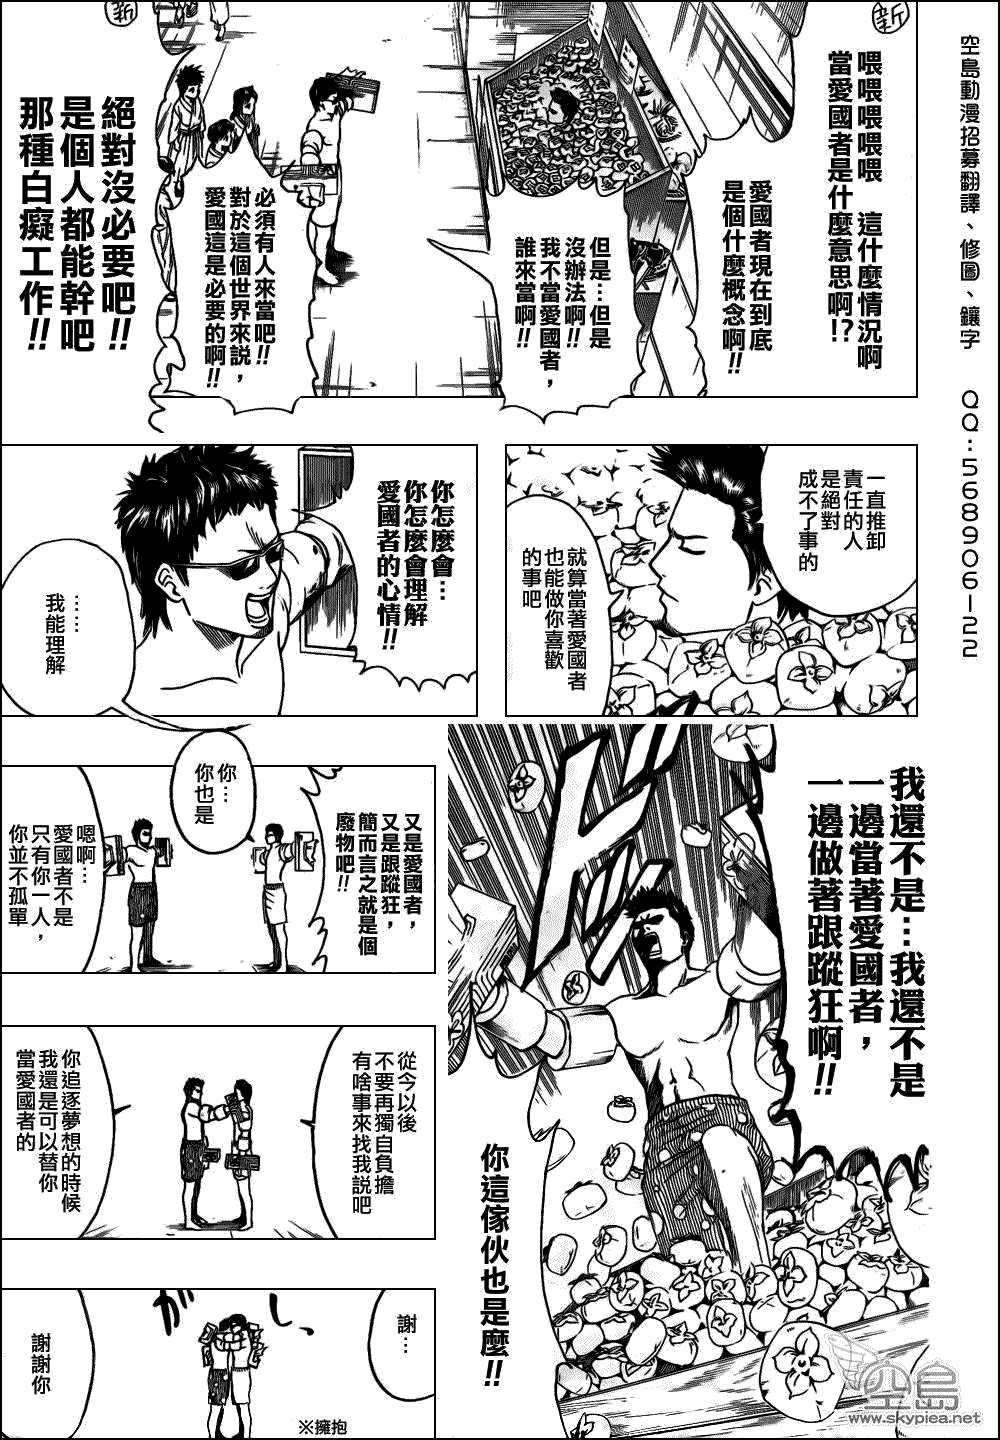 喂喂喂喂喂 這什麼情況啊
當愛國者是什麼意思啊!?
愛國者現在到底
是個什麼概念啊!!
但是…但是
沒辦法啊!!
我不當愛國者，
誰來當啊!!
必須有人來當吧!!
對於這個世界來說，
愛國這是必要的啊!!
絕對沒必要吧!!
是個人都能幹吧
那種白癡工作!!
新
新
一直推卸
責任的人
是絕對
成不了事的
就算當著愛國者
也能做你喜歡
的事吧
你怎麼會…
你怎麼會理解
愛國者的心情!!
……
我能理解
我還不是…我還不是
一邊當著愛國者，
一邊做著跟蹤狂啊!!
ドドッ
你這傢伙也是麼!!
又是愛國者，
又是跟蹤狂，
簡而言之就是個
廢物吧!!
你…
你也是
嗯啊…
愛國者不是
只有你一人，
你並不孤單
從今以後
不要再獨自負擔
有啥事來找我說吧
你追逐夢想的時候
我還是可以替你
當愛國者的
謝…
がしっ
謝謝你
※擁抱
空島動漫招募翻譯、修圖、鑲字 QQ:568906122
空島
www.skypiea.net